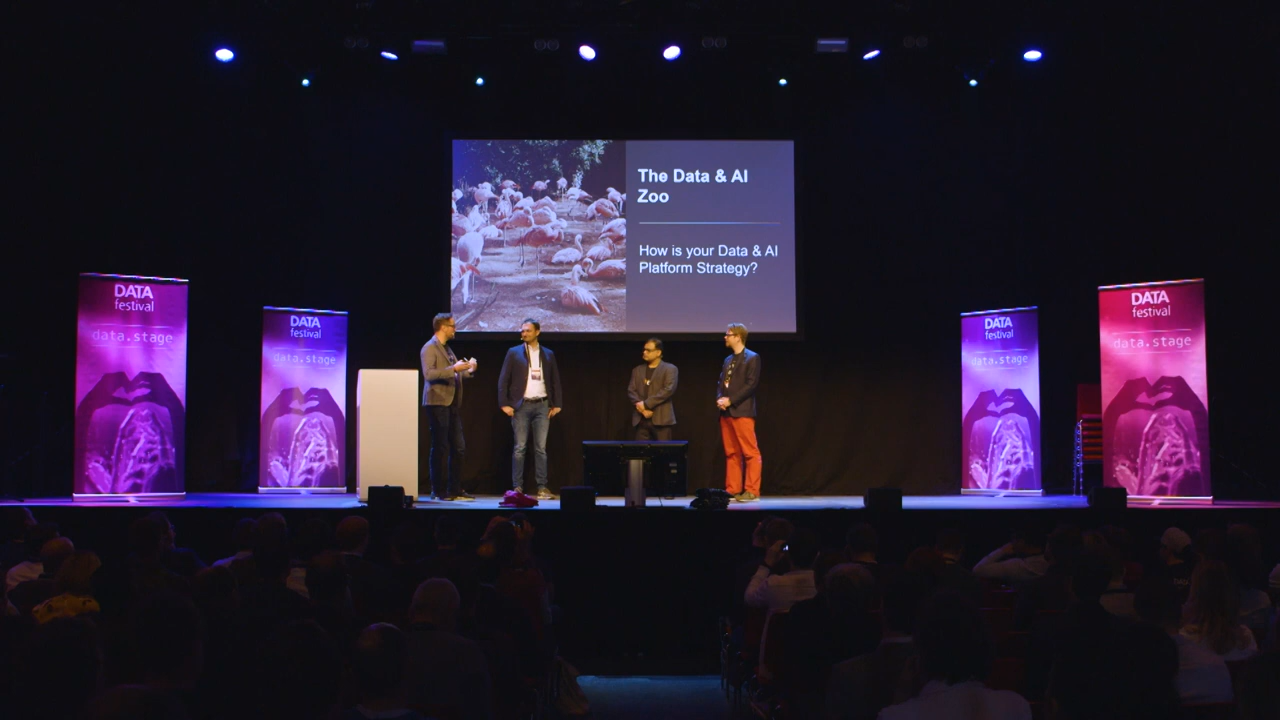 The Data & AI
Zoo
How is your Data & AI
Platform Strategy?
DATA
festival
data.stage
DATA
festival
data.stage
DATA
festival
data.stage
DATA
festival
data.stage